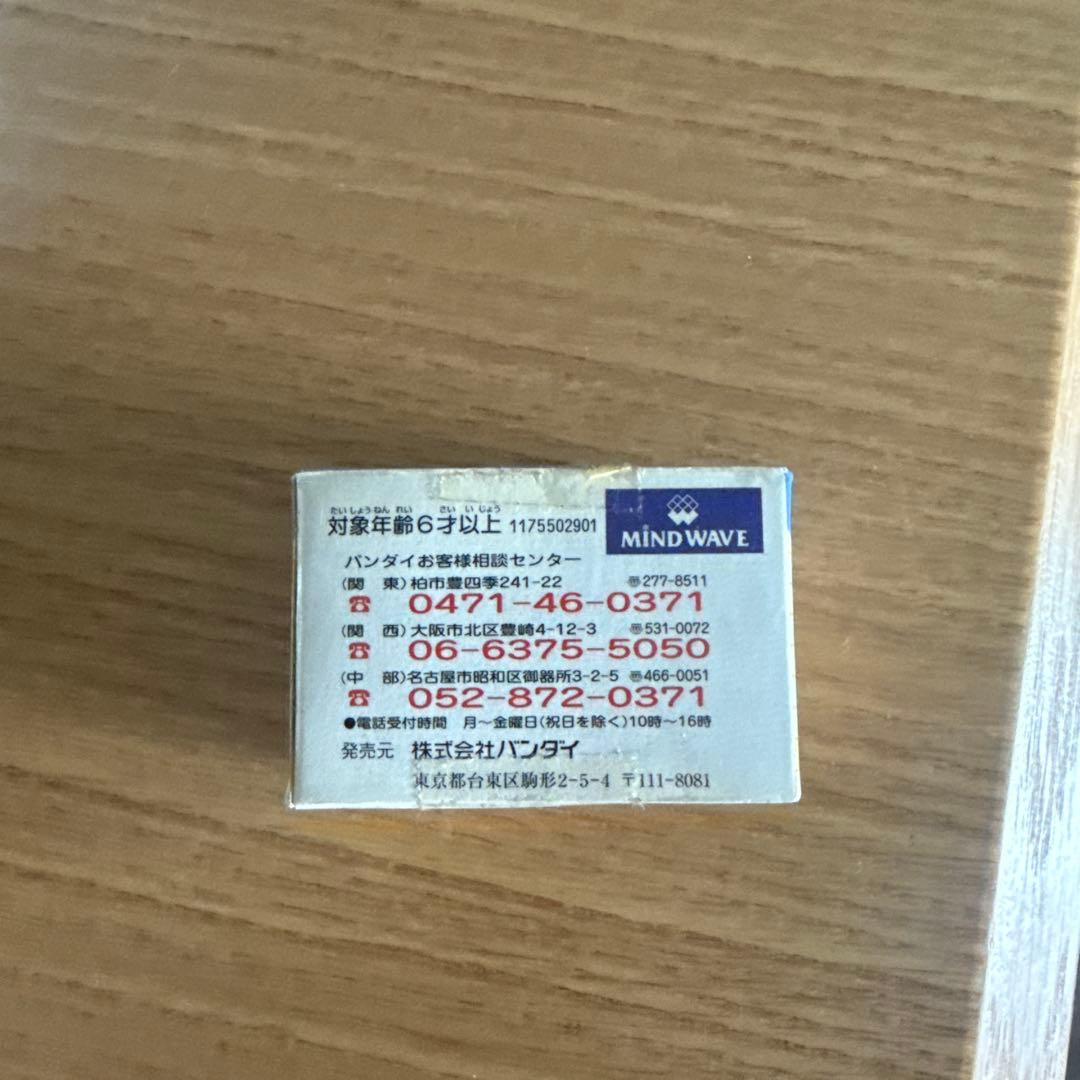 たいしょうねんれい さいいじょう
対象年齢6才以上 1175502901
MINDWAVE
バンダイお客様相談センター
(関 東)柏市豊四季241-22 〠277-8511
☎ 0471-46-0371
(関 西)大阪市北区豊崎4-12-3 〠531-0072
☎ 06-6375-5050
(中 部)名古屋市昭和区御器所3-2-5 〠466-0051
☎ 052-872-0371
●電話受付時間 月～金曜日(祝日を除く)10時～16時
発売元 株式会社バンダイ
東京都台東区駒形2-5-4 〒111-8081